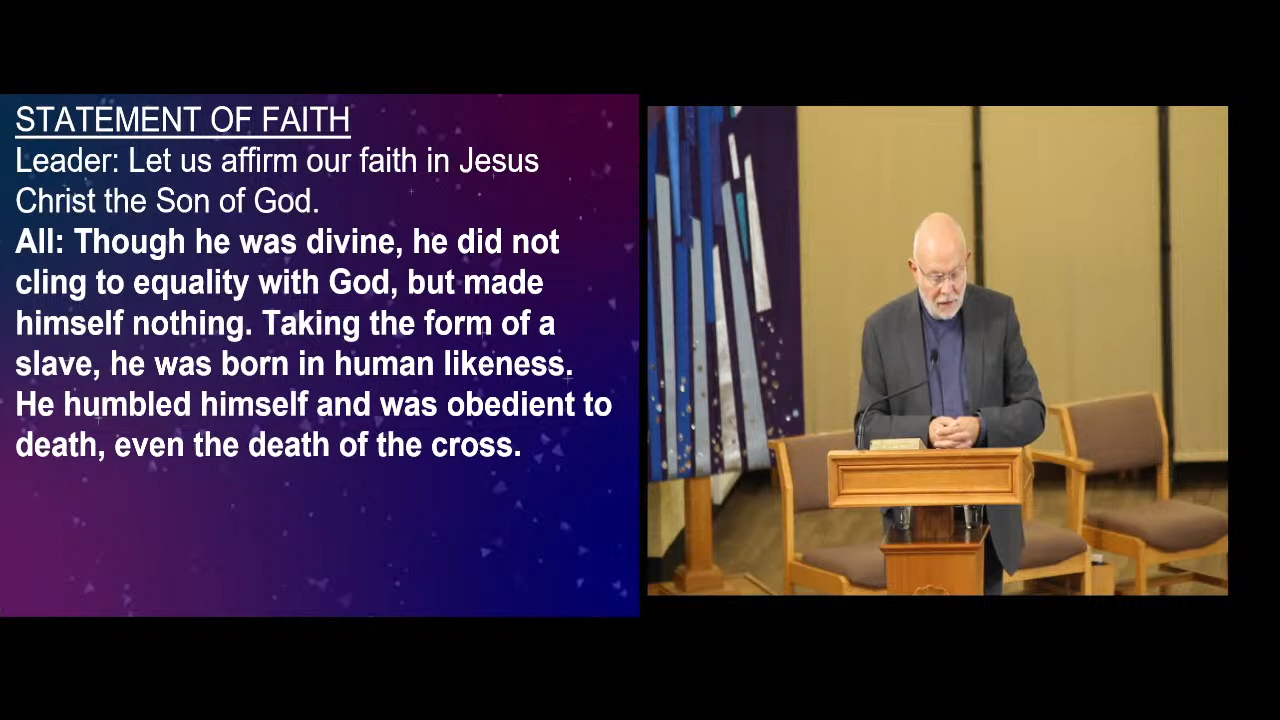 STATEMENT OF FAITH
Leader: Let us affirm our faith in Jesus
Christ the Son of God.
All: Though he was divine, he did not
cling to equality with God, but made
himself nothing. Taking the form of a
slave, he was born in human likeness.
He humbled himself and was obedient to
death, even the death of the cross.